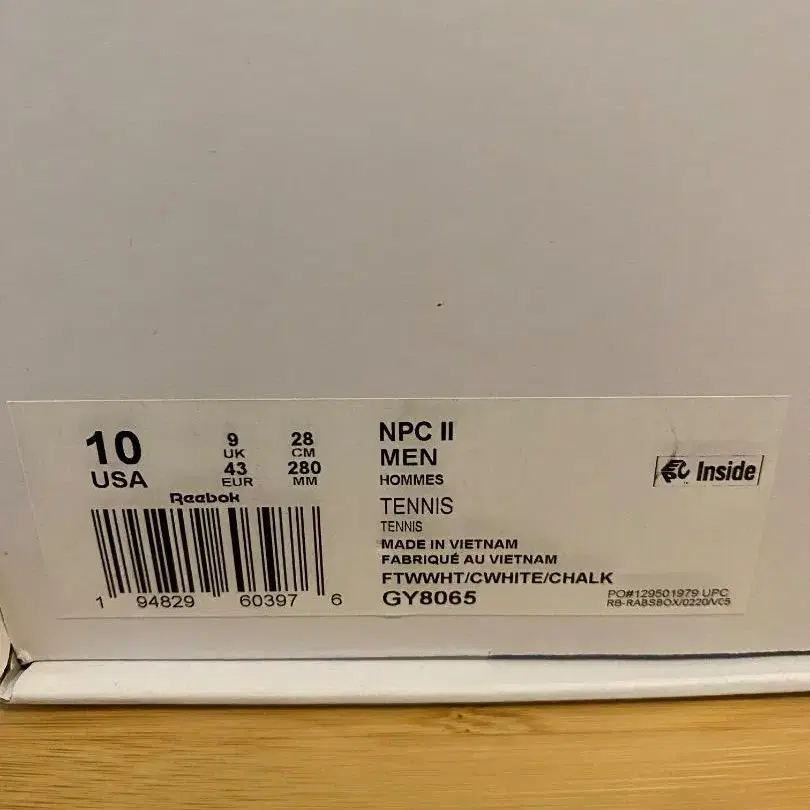 10
USA
9
UK
43
EUR
28
CM
280
MM
Reebok
1 94829 60397 6
NPC II
MEN
HOMMES
TENNIS
TENNIS
MADE IN VIETNAM
FABRIQUÉ AU VIETNAM
FTWWHT/CWHITE/CHALK
GY8065
Inside
PO#129501979 UPC
RB-RABSBOX/0220/V05